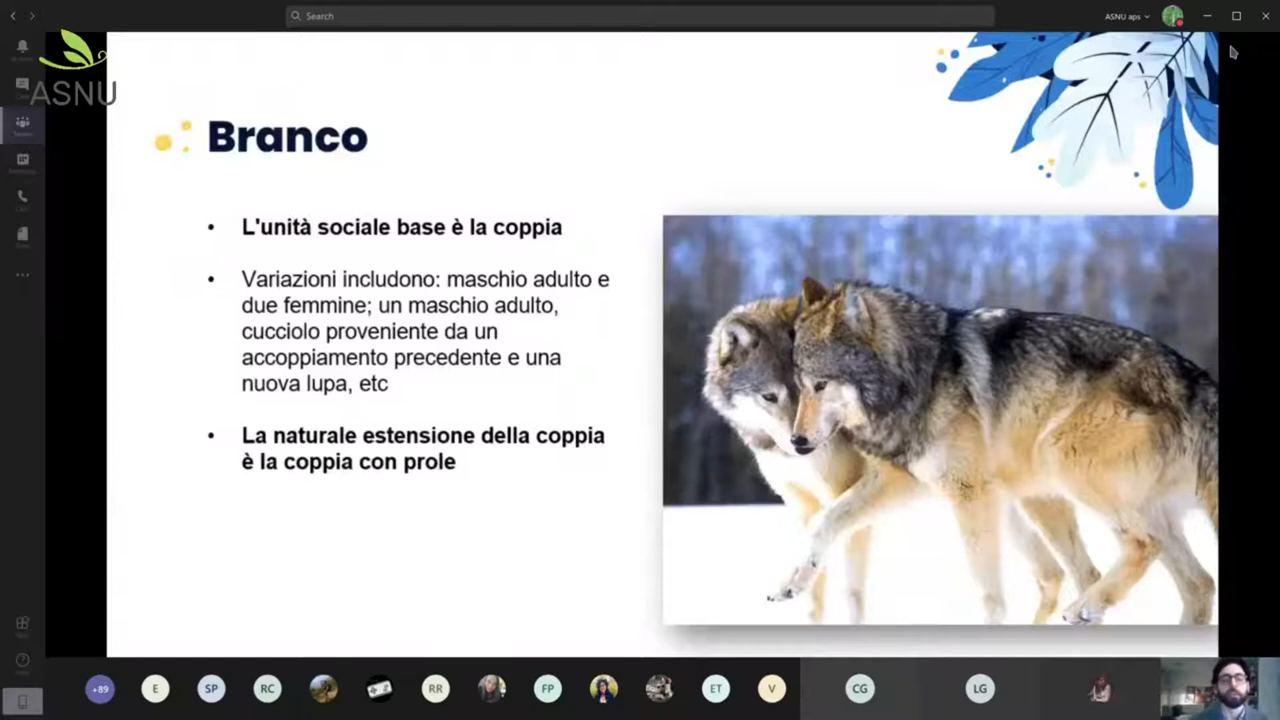 Search
ASNU aps
ASNU
Branco
• L'unità sociale base è la coppia
• Variazioni includono: maschio adulto e
due femmine; un maschio adulto,
cucciolo proveniente da un
accoppiamento precedente e una
nuova lupa, etc
• La naturale estensione della coppia
è la coppia con prole
+89
E
SP
RC
RR
FP
ET
V
CG
LG